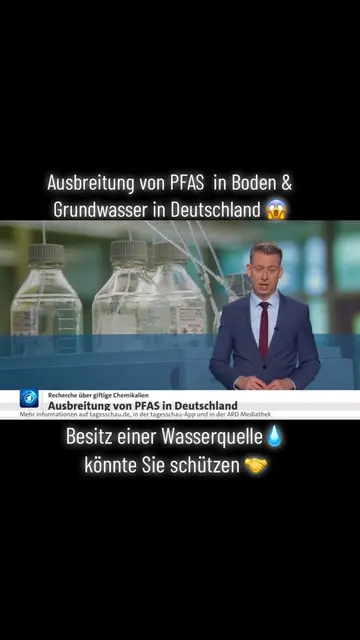 Ausbreitung von PFAS in Boden &
Grundwasser in Deutschland 😱
Recherche über giftige Chemikalien
Ausbreitung von PFAS in Deutschland
Mehr Informationen auf tagesschau.de, in der tagesschau-App und in der ARD Mediathek
Besitz einer Wasserquelle💧
könnte Sie schützen 🤝